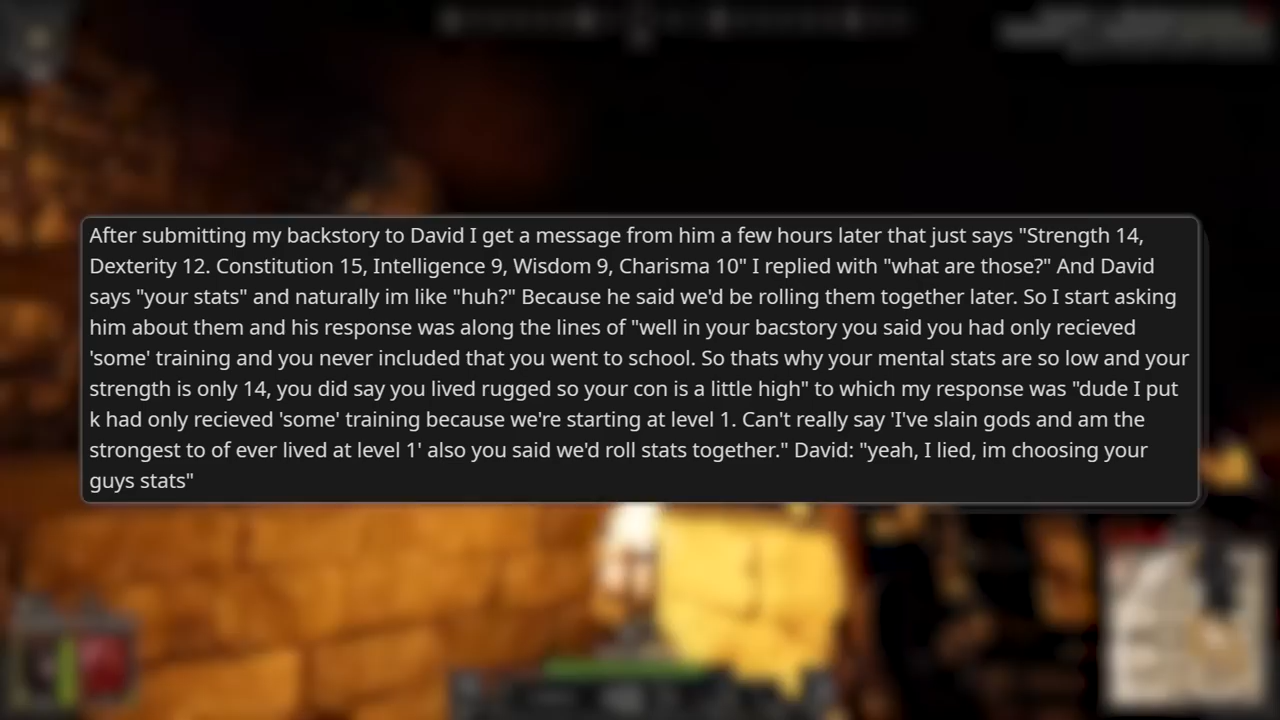 After submitting my backstory to David I get a message from him a few hours later that just says "Strength 14,
Dexterity 12. Constitution 15, Intelligence 9, Wisdom 9, Charisma 10" I replied with "what are those?" And David
says "your stats" and naturally im like "huh?" Because he said we'd be rolling them together later. So I start asking
him about them and his response was along the lines of "well in your bacstory you said you had only recieved
'some' training and you never included that you went to school. So thats why your mental stats are so low and your
strength is only 14, you did say you lived rugged so your con is a little high" to which my response was "dude I put
k had only recieved 'some' training because we're starting at level 1. Can't really say 'I've slain gods and am the
strongest to of ever lived at level 1' also you said we'd roll stats together." David: "yeah, I lied, im choosing your
guys stats"